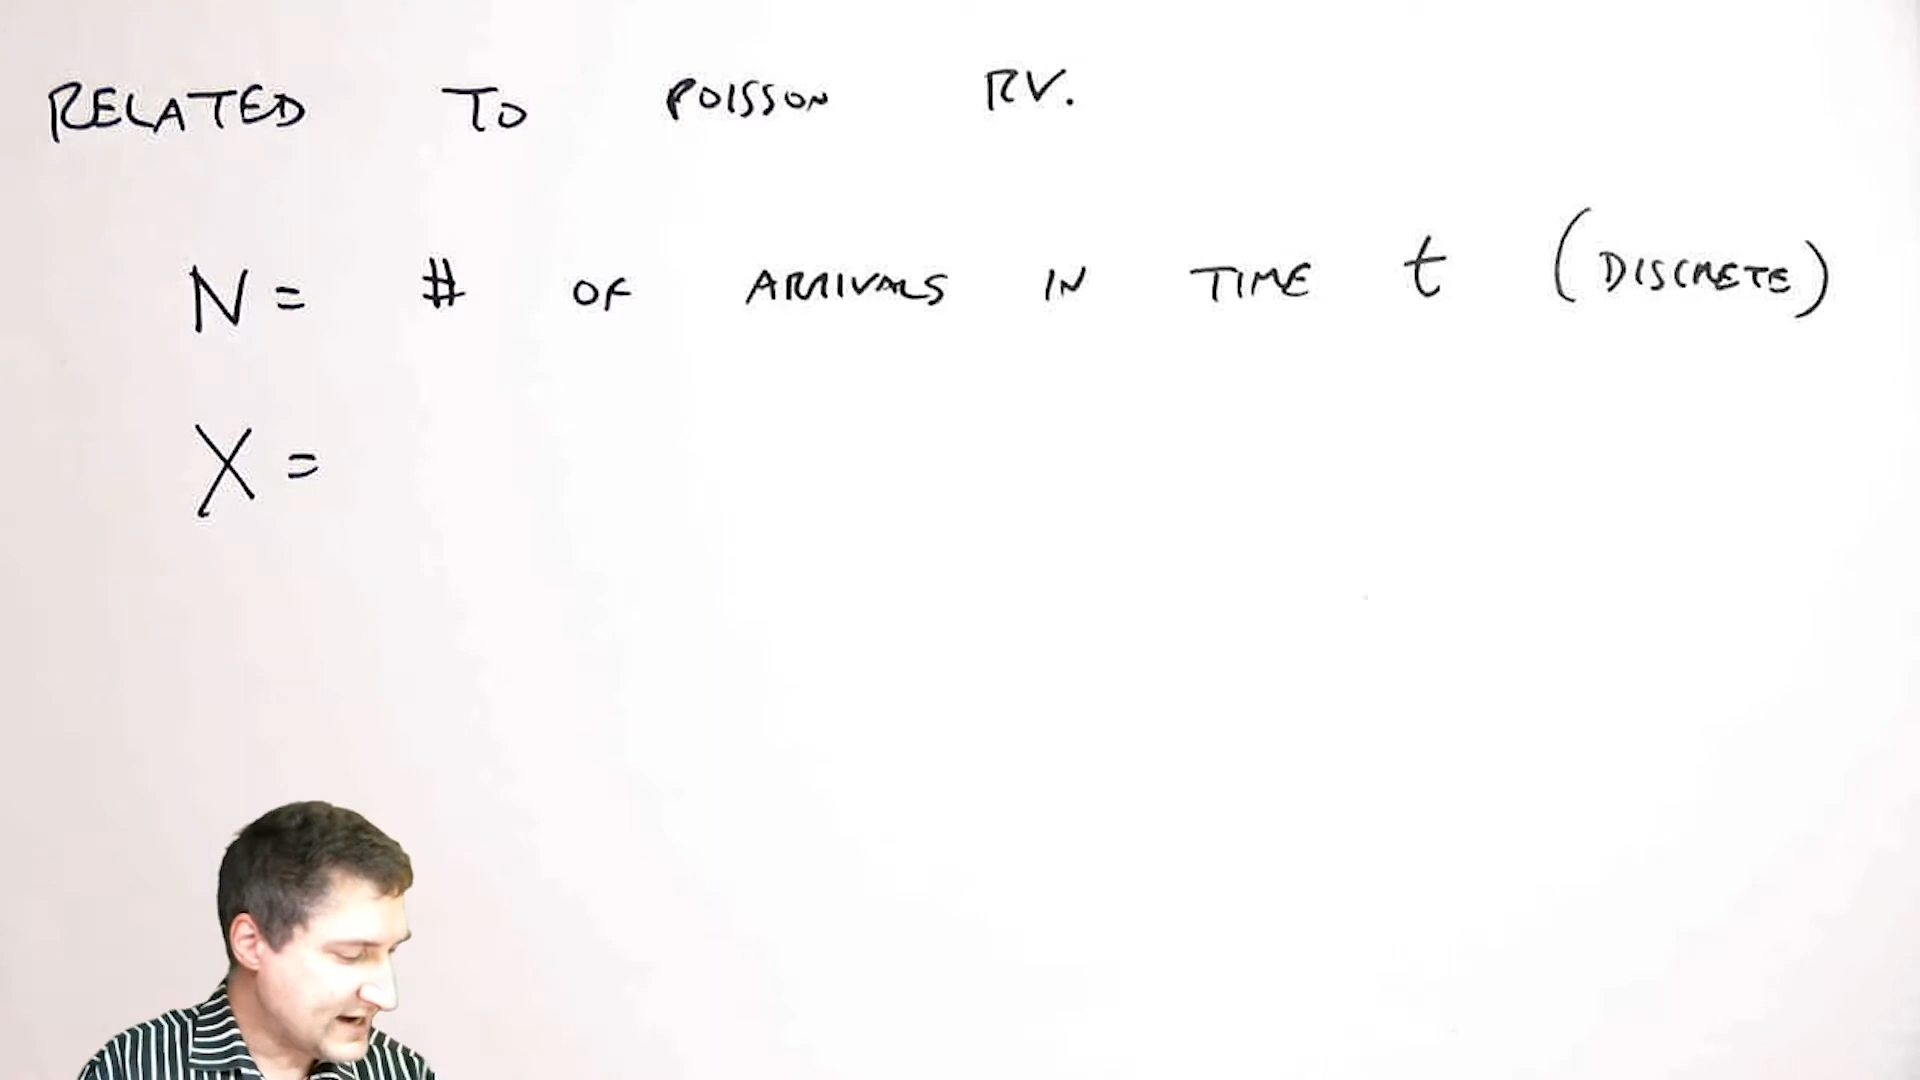 RELATED TO POISSON RV.
N = # OF ARRIVALS IN TIME t (DISCRETE)
X =